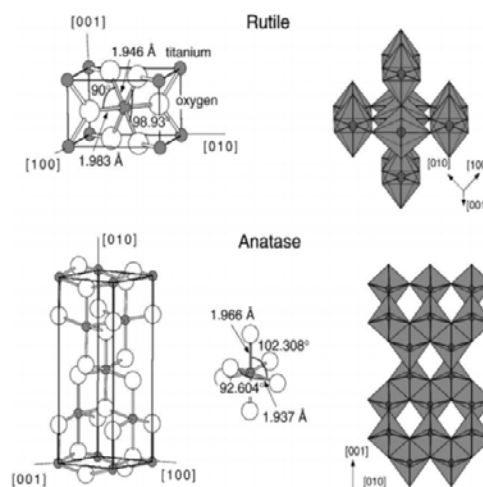 Rutile
[001]
1.946 Å titanium
90°
oxygen
98.93°
[010]
[100]
1.983 Å
[010]
[100]
[001]
Anatase
[010]
1.966 Å
102.308°
92.604°
1.937 Å
[001]
[100]
[001]
[010]